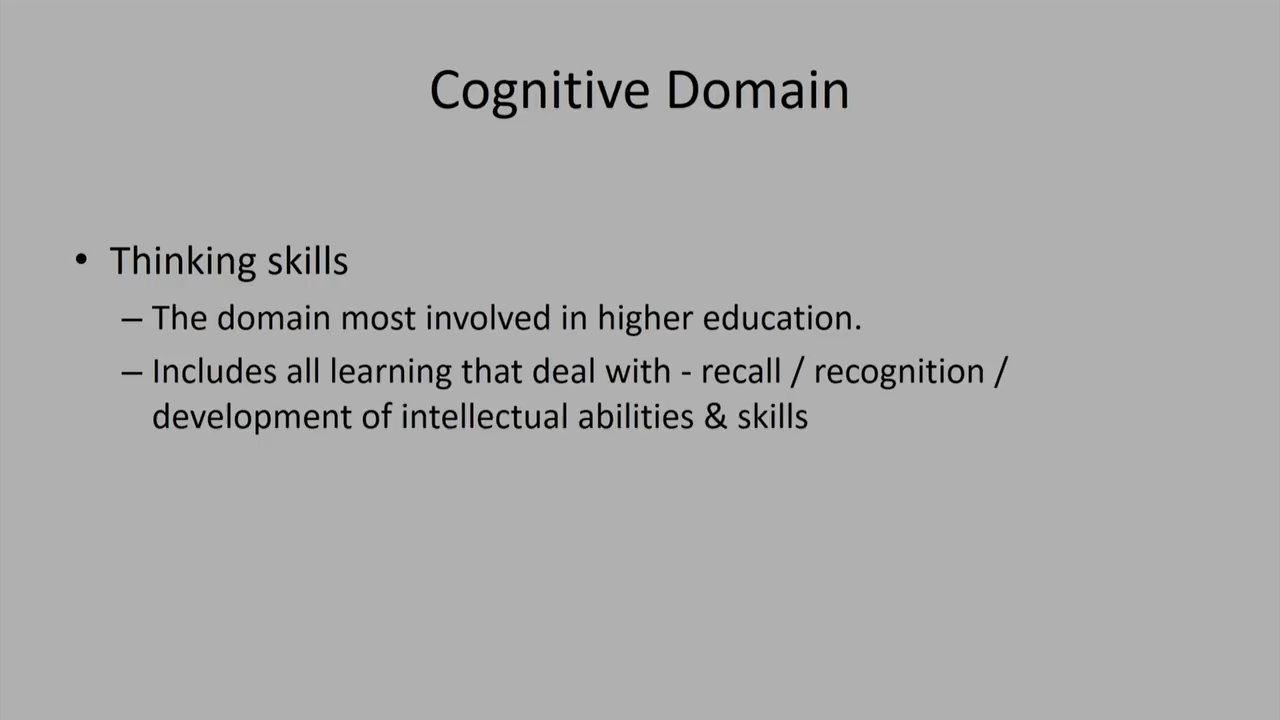 Cognitive Domain
• Thinking skills
– The domain most involved in higher education.
– Includes all learning that deal with - recall / recognition /
development of intellectual abilities & skills